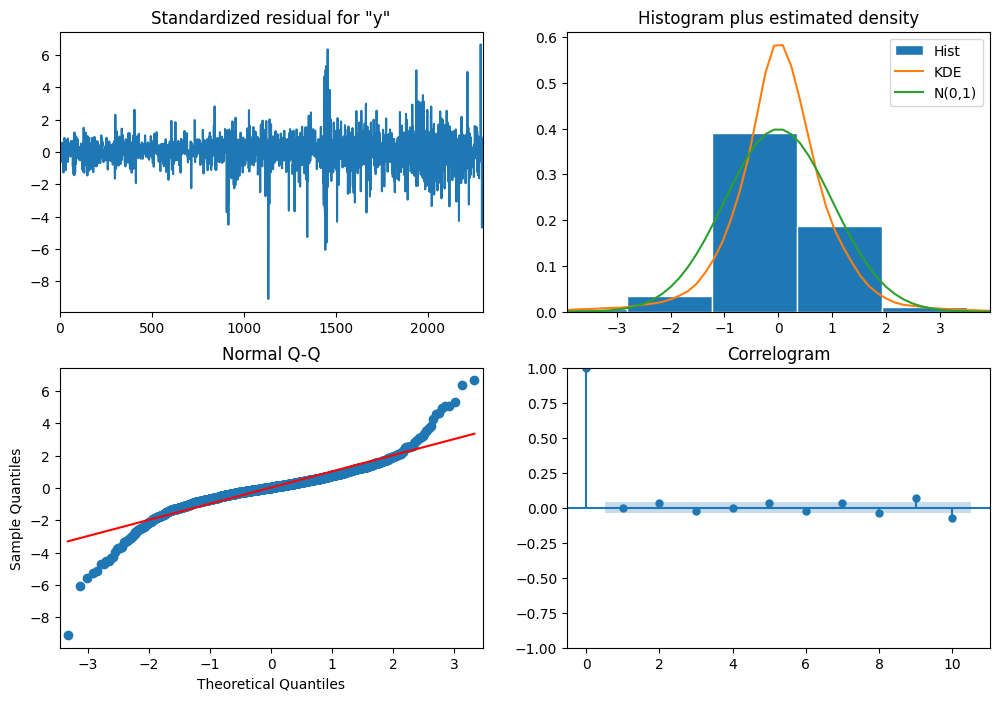 Standardized residual for "y"
6
4
2
0
−2
−4
−6
−8
0 500 1000 1500 2000
Histogram plus estimated density
0.6
0.5
0.4
0.3
0.2
0.1
0.0
−3 −2 −1 0 1 2 3
Hist
KDE
N(0,1)
Normal Q-Q
Sample Quantiles
6
4
2
0
−2
−4
−6
−8
−3 −2 −1 0 1 2 3
Theoretical Quantiles
Correlogram
1.00
0.75
0.50
0.25
0.00
−0.25
−0.50
−0.75
−1.00
0 2 4 6 8 10